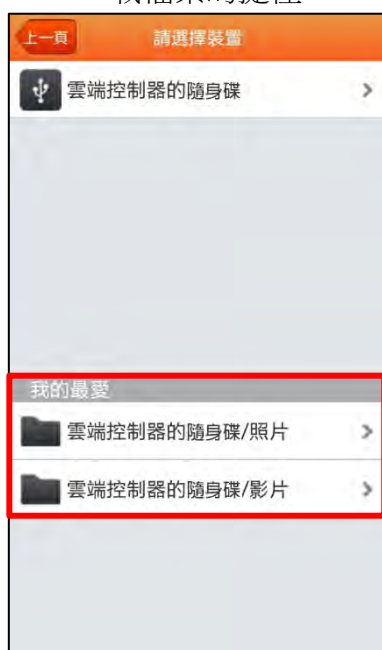 上一頁
請選擇裝置
雲端控制器的隨身碟
我的最愛
雲端控制器的隨身碟/照片
雲端控制器的隨身碟/影片